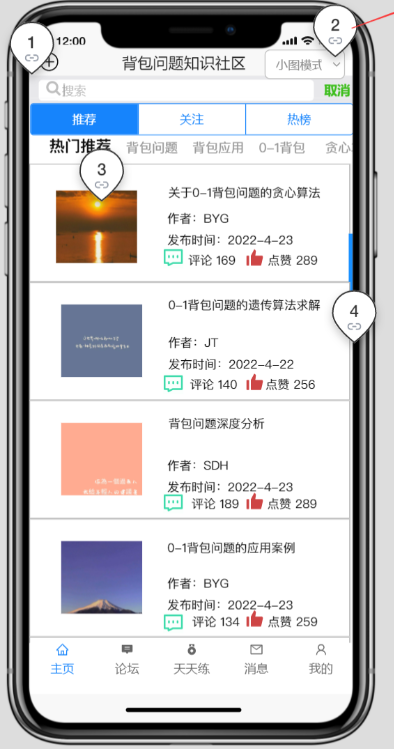 1
2
12:00
背包问题知识社区
小图模式
搜索
取消
推荐
关注
热榜
热门推荐
背包问题
背包应用
0-1背包
贪心
3
关于0-1背包问题的贪心算法
作者：BYG
发布时间：2022-4-23
评论 169
点赞 289
4
0-1背包问题的遗传算法求解
作者：JT
发布时间：2022-4-22
评论 140
点赞 256
背包问题深度分析
作者：SDH
发布时间：2022-4-23
评论 189
点赞 289
0-1背包问题的应用案例
作者：BYG
发布时间：2022-4-23
评论 134
点赞 259
主页
论坛
天天练
消息
我的